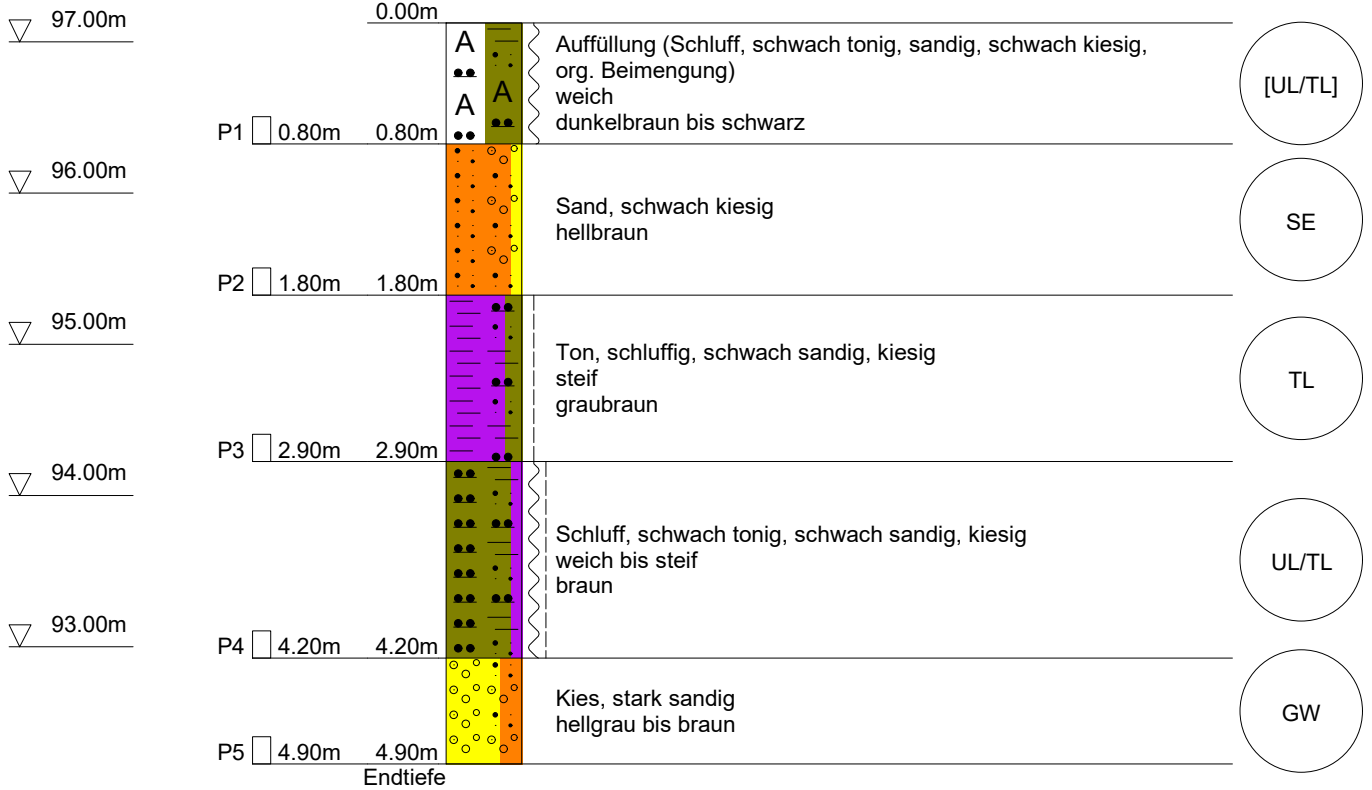 0.00m
97.00m
A
A
A
Auffüllung (Schluff, schwach tonig, sandig, schwach kiesig,
org. Beimengung)
weich
dunkelbraun bis schwarz
[UL/TL]
P1 0.80m 0.80m
96.00m
Sand, schwach kiesig
hellbraun
SE
P2 1.80m 1.80m
95.00m
Ton, schluffig, schwach sandig, kiesig
steif
graubraun
TL
P3 2.90m 2.90m
94.00m
Schluff, schwach tonig, schwach sandig, kiesig
weich bis steif
braun
UL/TL
93.00m
P4 4.20m 4.20m
Kies, stark sandig
hellgrau bis braun
GW
P5 4.90m 4.90m
Endtiefe